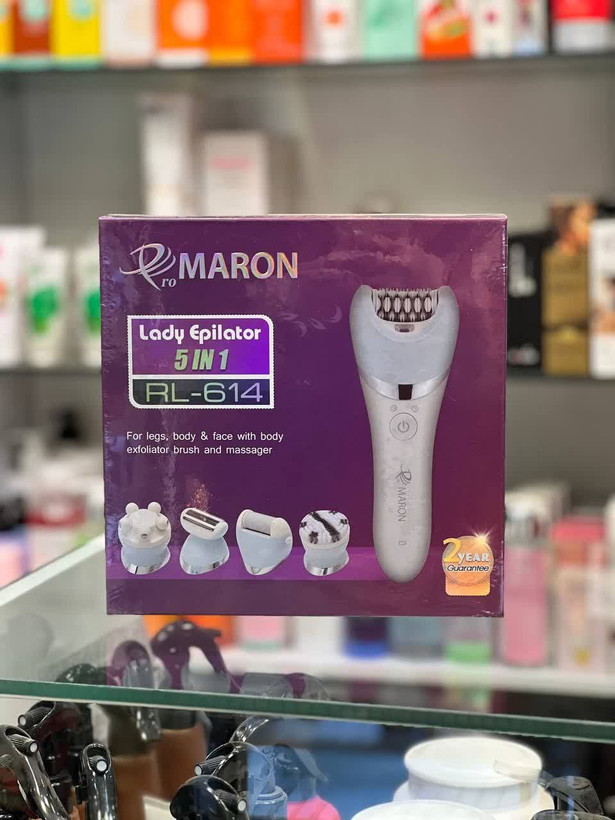 Pro MARON
Lady Epilator
5 IN 1
RL-614
For legs, body & face with body
exfoliator brush and massager
MARON
2 YEAR
Guarantee